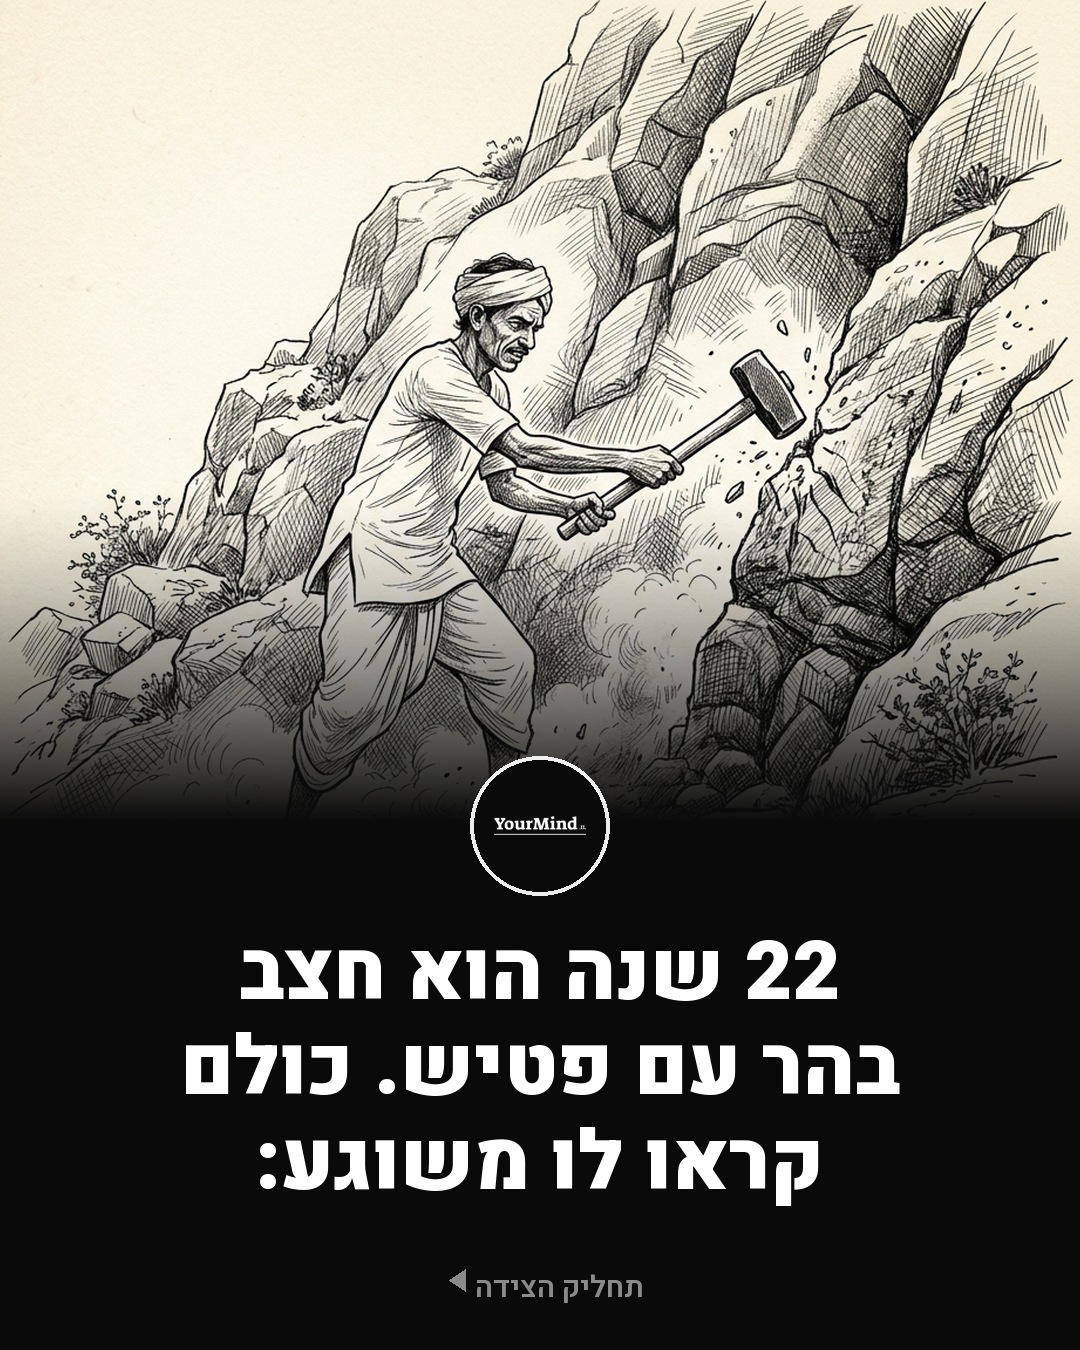 YourMind
22 שנה הוא חצב
בהר עם פטיש. כולם
קראו לו משוגע:
תחליק הצידה